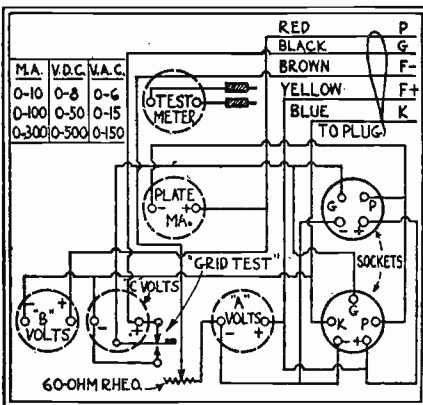 RED P
BLACK G
BROWN F-
YELLOW F+
BLUE K
TO PLUG
M.A. V.D.C. V.A.C.
0-10 0-8 0-6
0-100 0-50 0-15
0-300 0-500 0-150
TEST
METER
PLATE
- +
MA.
G P
- +
SOCKETS
"GRID TEST"
"C" VOLTS
- +
"B"
VOLTS
- +
"A"
VOLTS
- +
G
K P
- +
60-OHM RHEO.